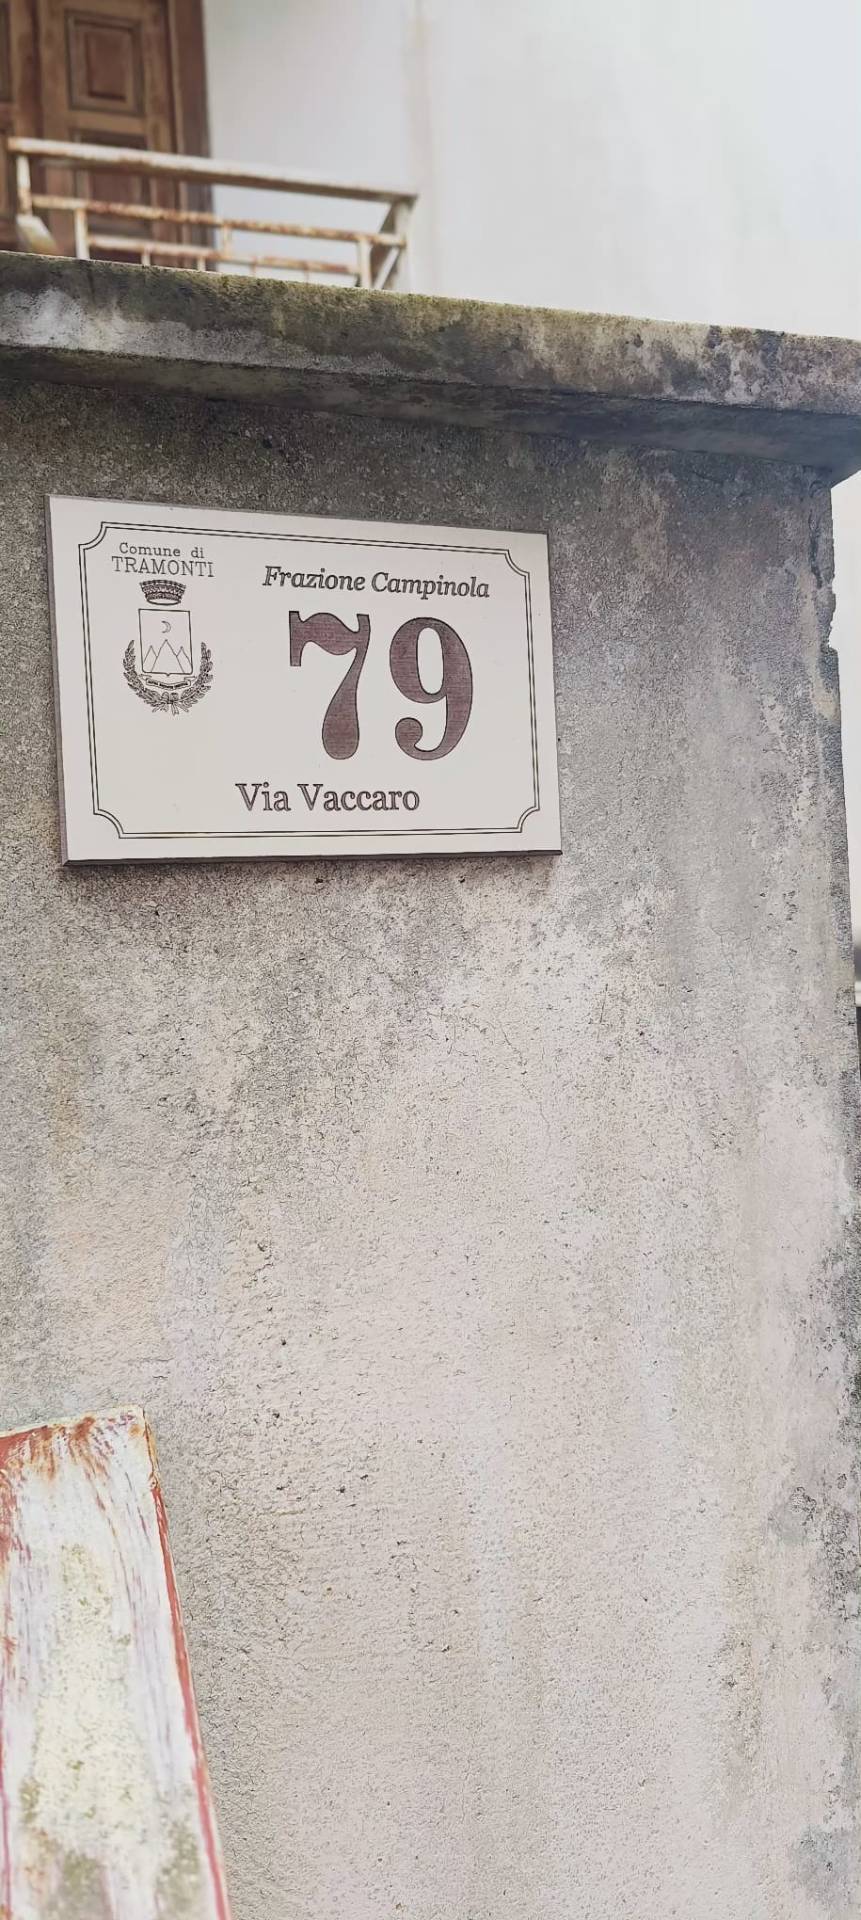 Comune di
TRAMONTI
Frazione Campinola
79
Via Vaccaro